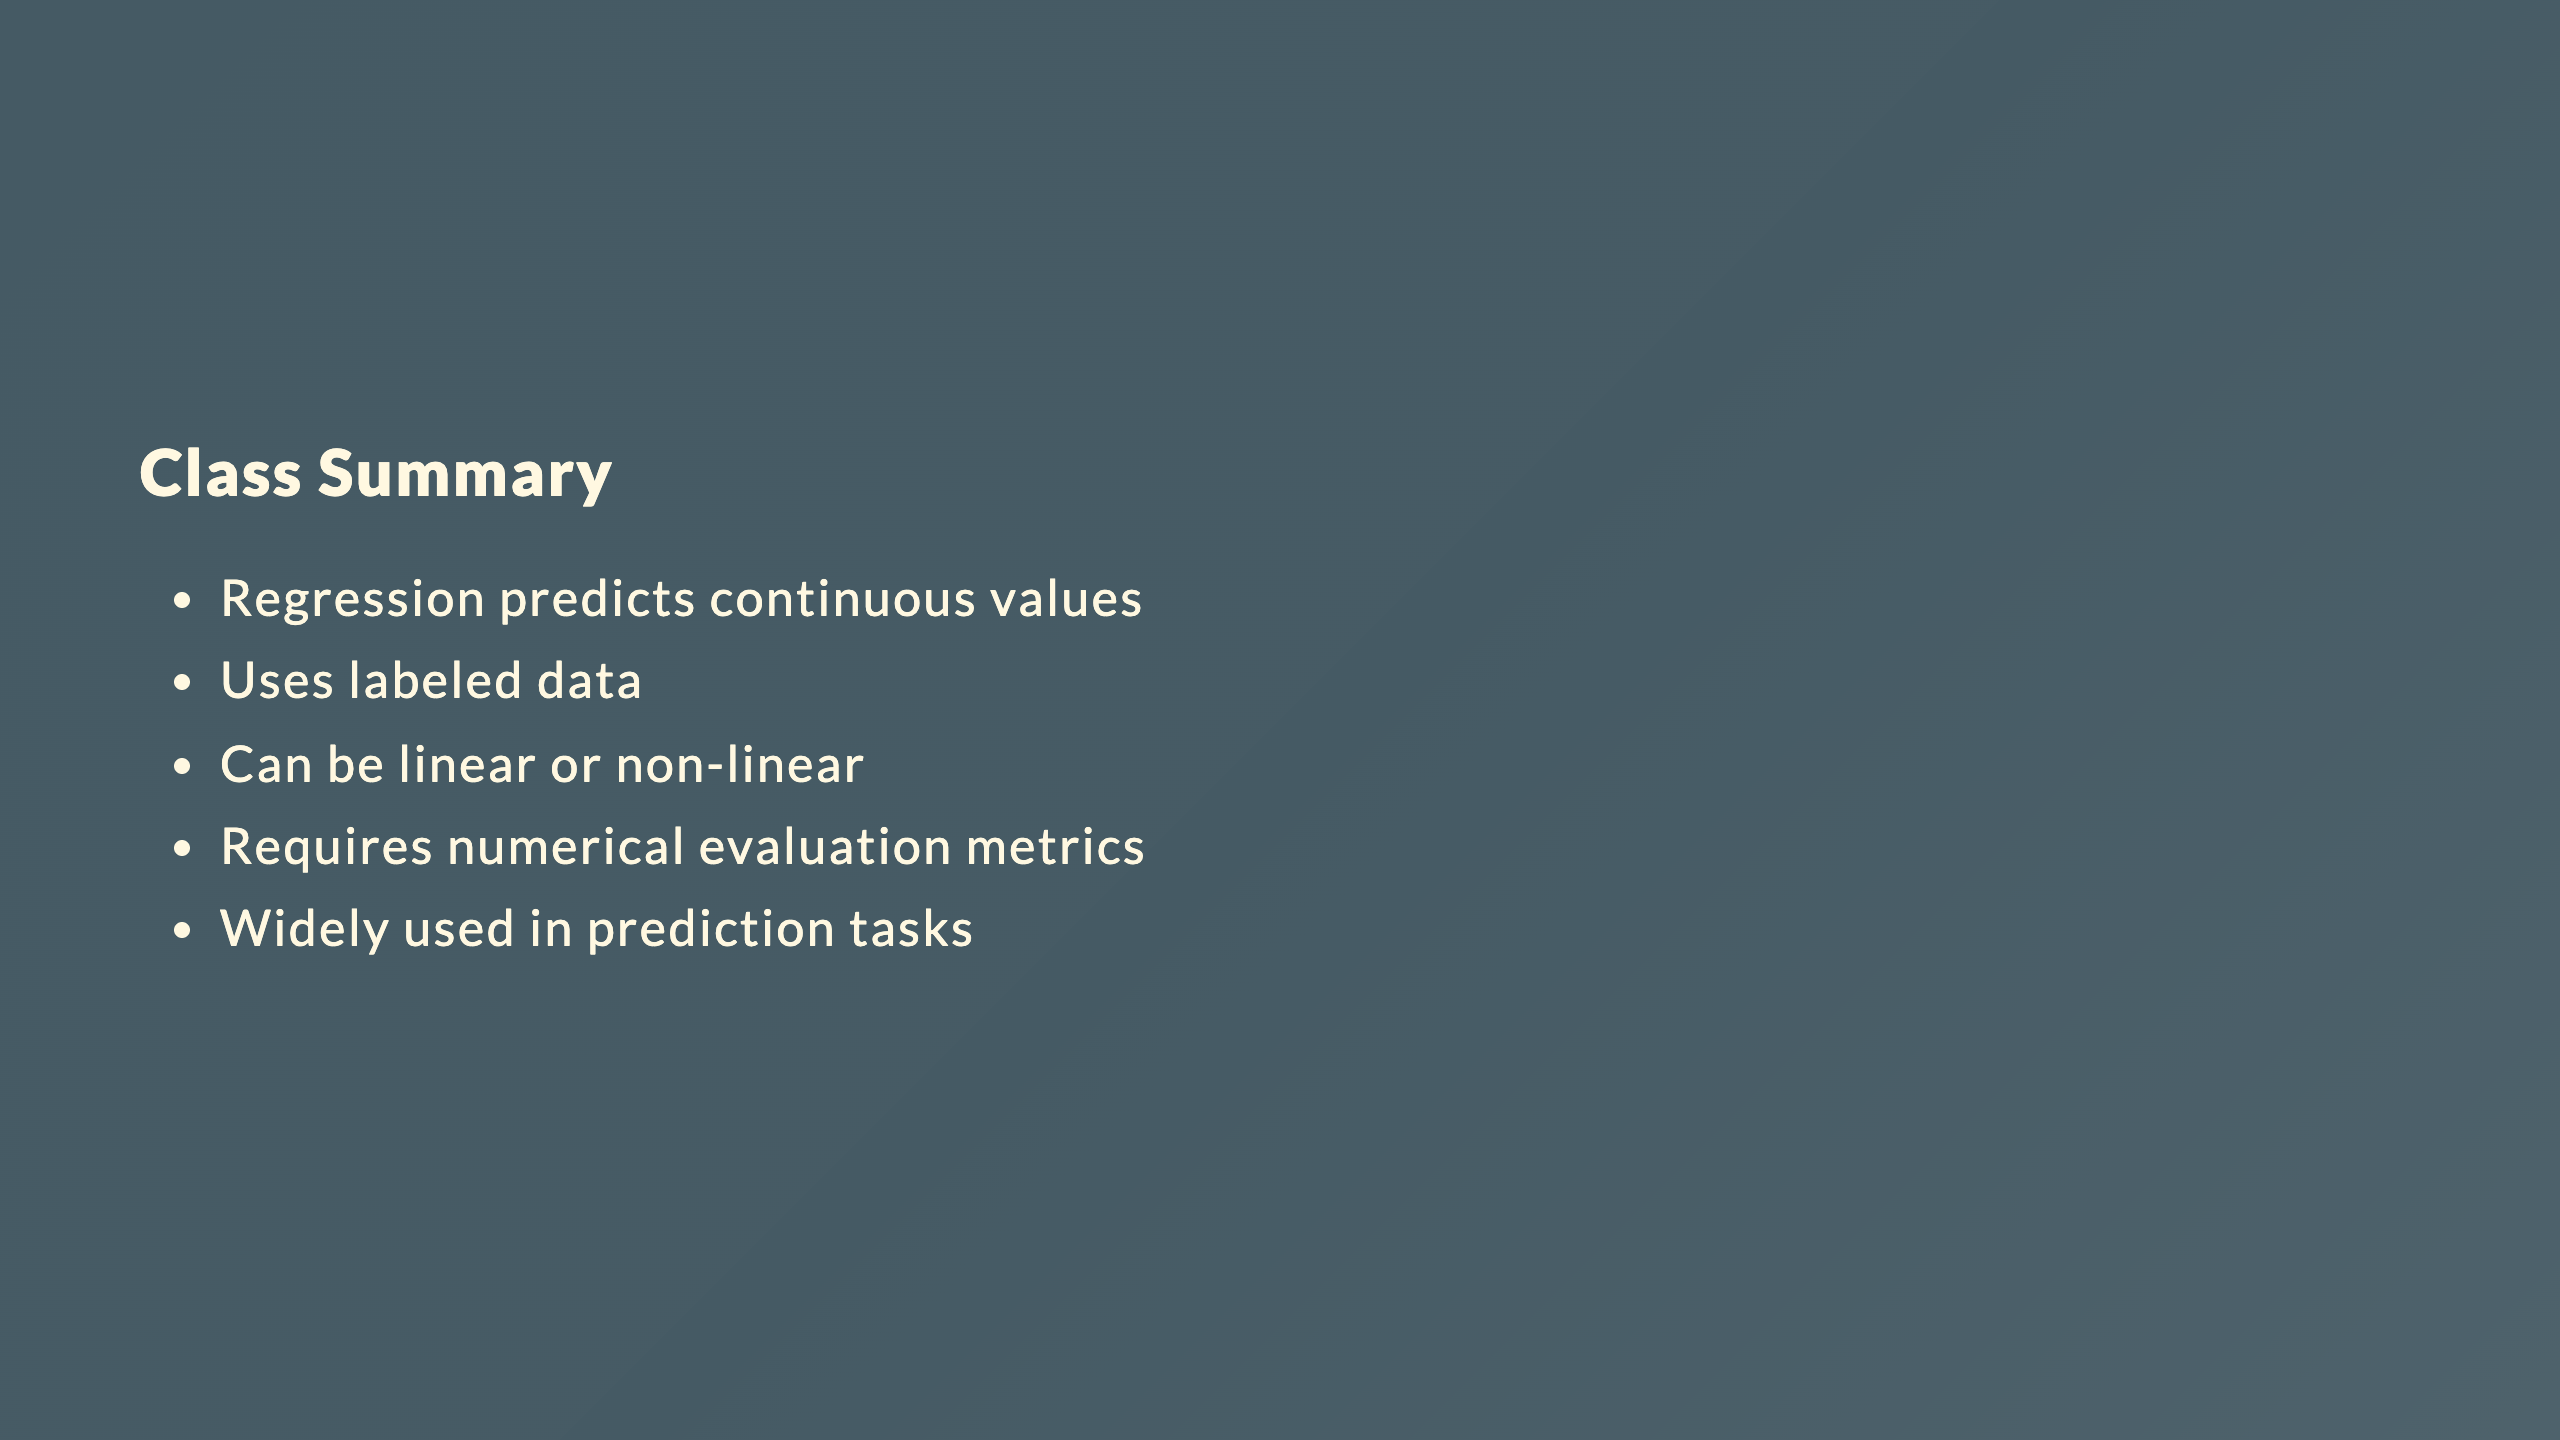 Class Summary
• Regression predicts continuous values
• Uses labeled data
• Can be linear or non-linear
• Requires numerical evaluation metrics
• Widely used in prediction tasks